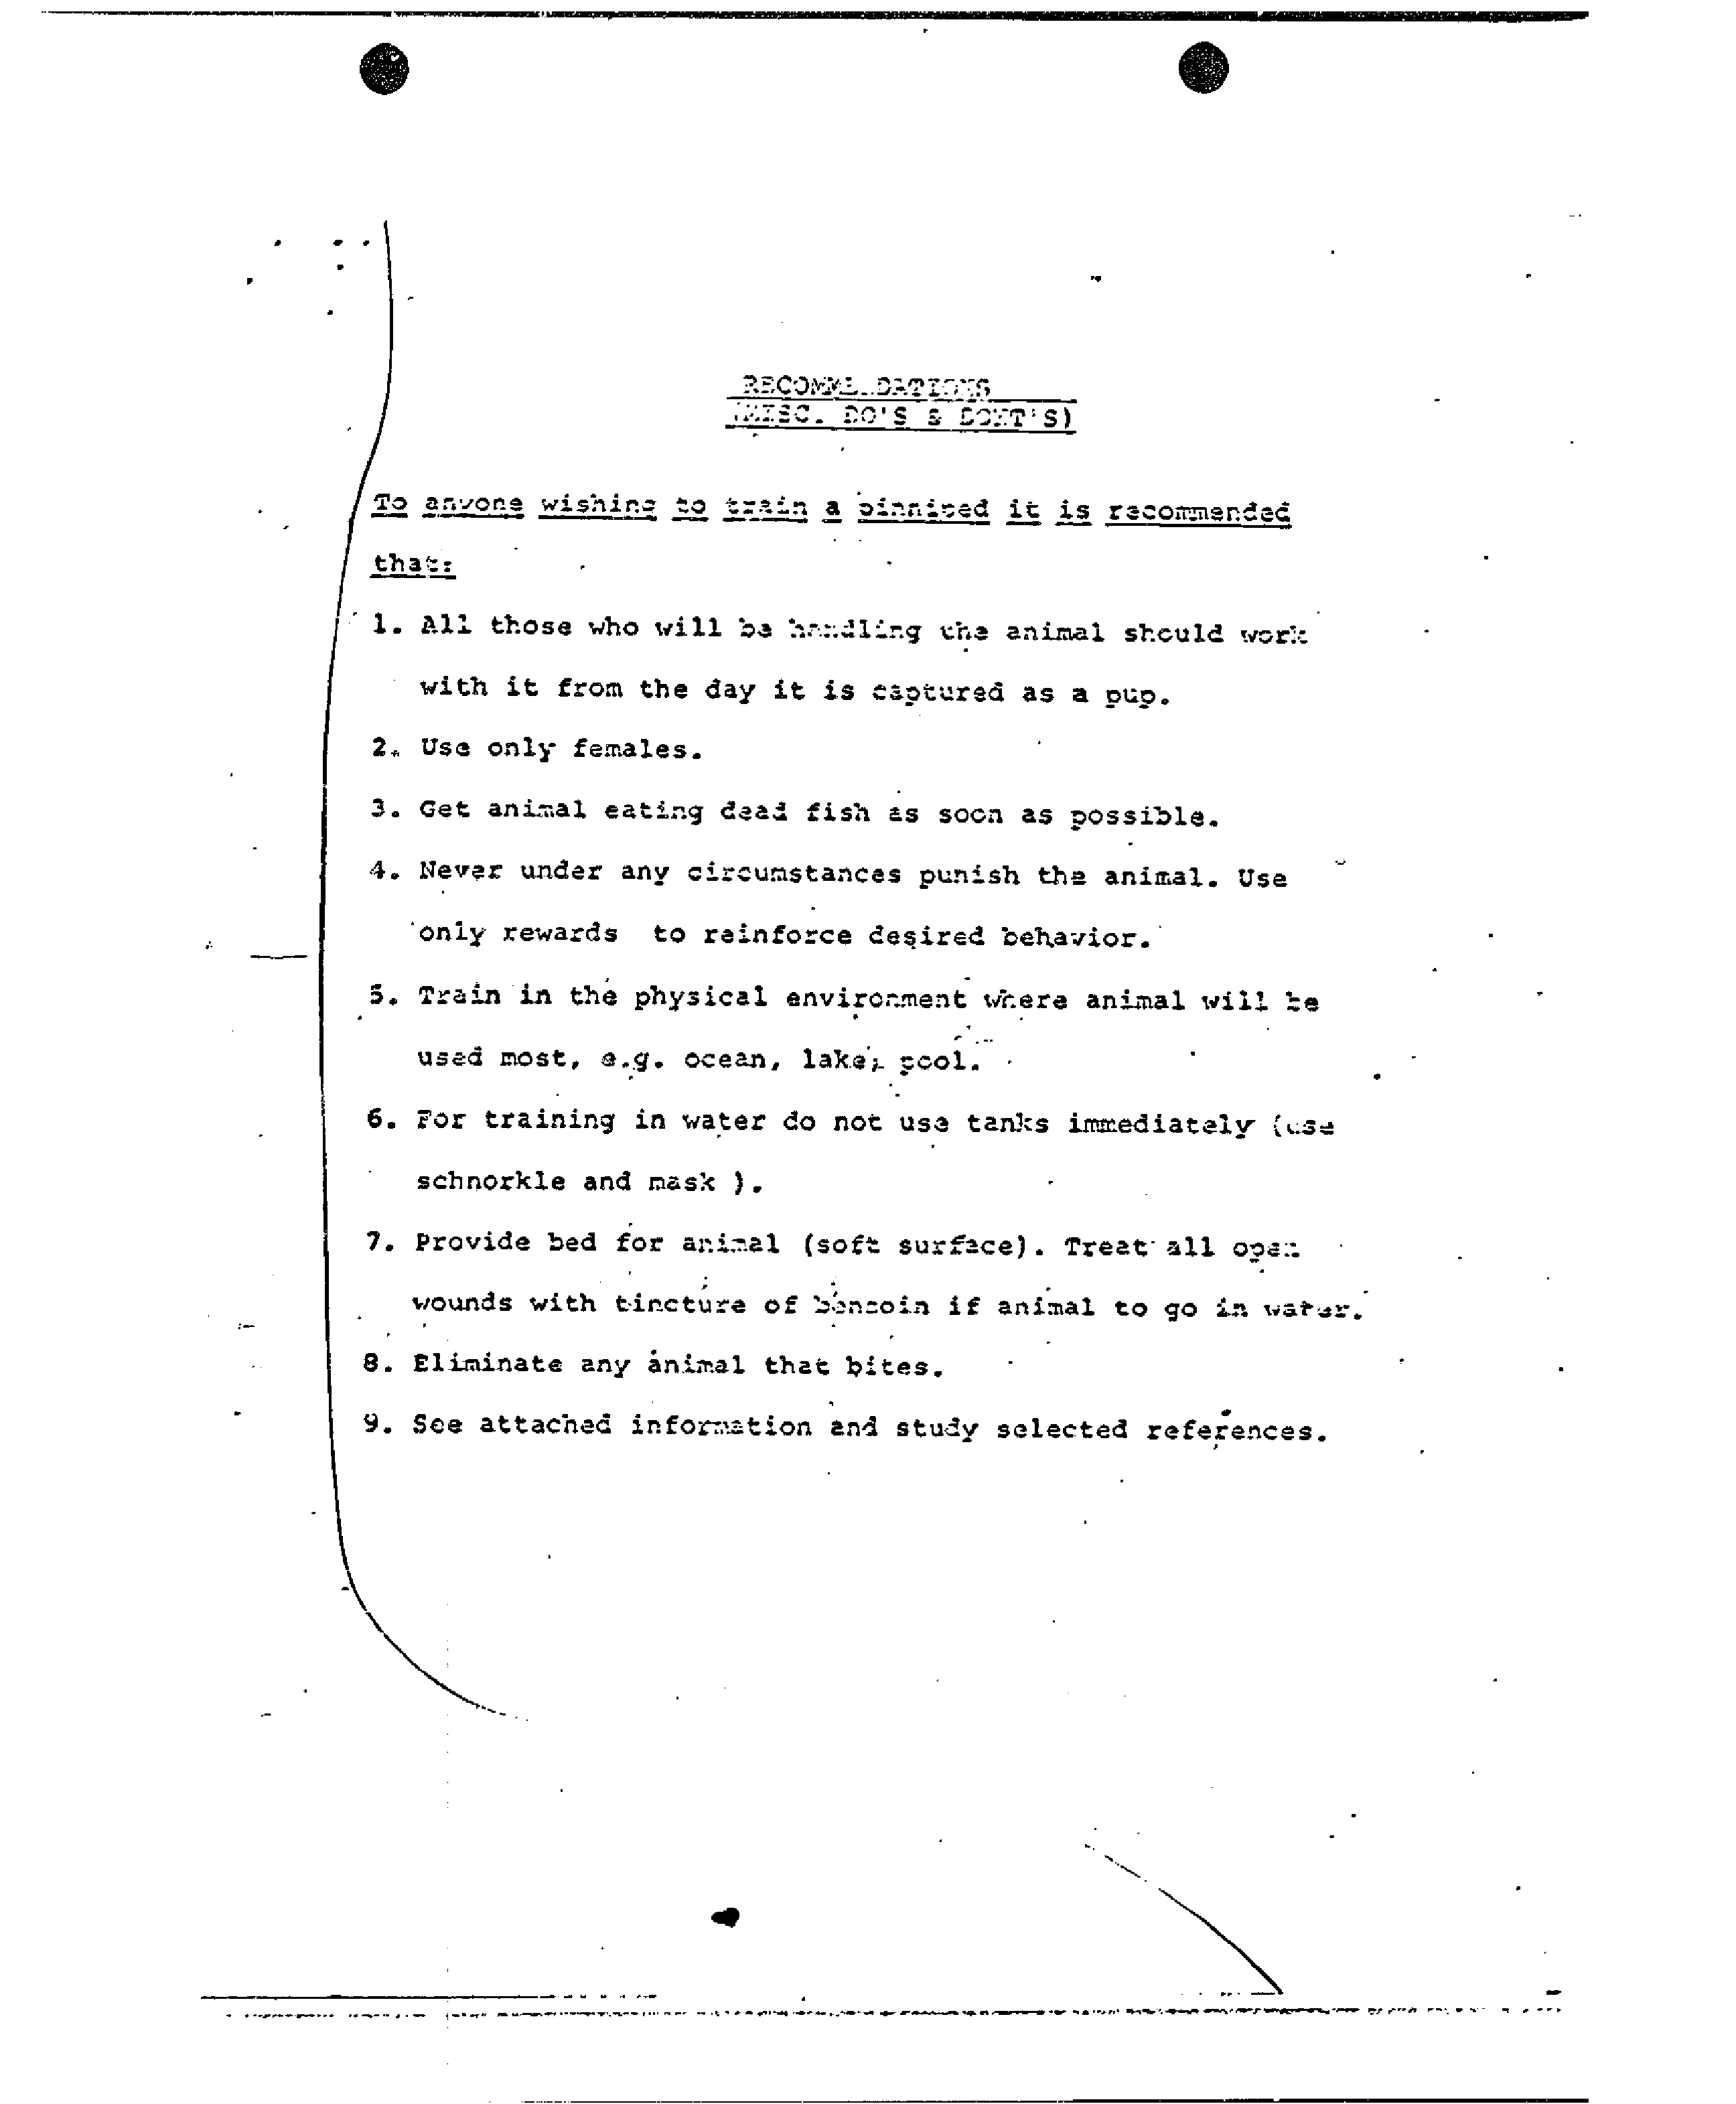 RECOMMENDATIONS
(MISC. DO'S & DONT'S)
To anyone wishing to train a pinniped it is recommended
that:
1. All those who will be handling the animal should work
with it from the day it is captured as a pup.
2. Use only females.
3. Get animal eating dead fish as soon as possible.
4. Never under any circumstances punish the animal. Use
only rewards to reinforce desired behavior.
5. Train in the physical environment where animal will be
used most, e.g. ocean, lake, pool.
6. For training in water do not use tanks immediately (use
schnorkle and mask ).
7. Provide bed for animal (soft surface). Treat all open
wounds with tincture of benzoin if animal to go in water.
8. Eliminate any animal that bites.
9. See attached information and study selected references.